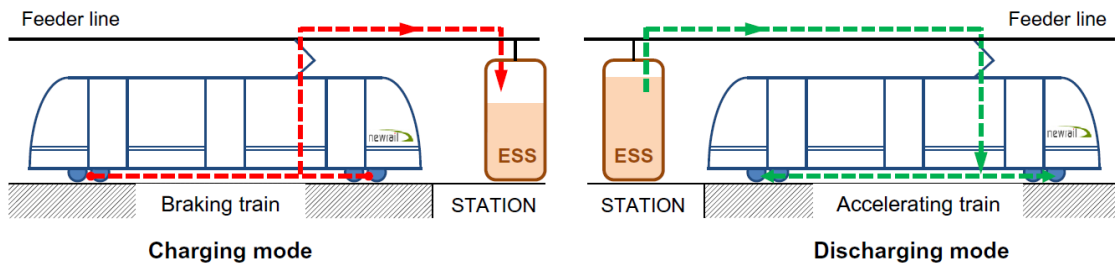 Feeder line
Feeder line
newrail
ESS
ESS
newrail
Braking train
STATION
STATION
Accelerating train
Charging mode
Discharging mode